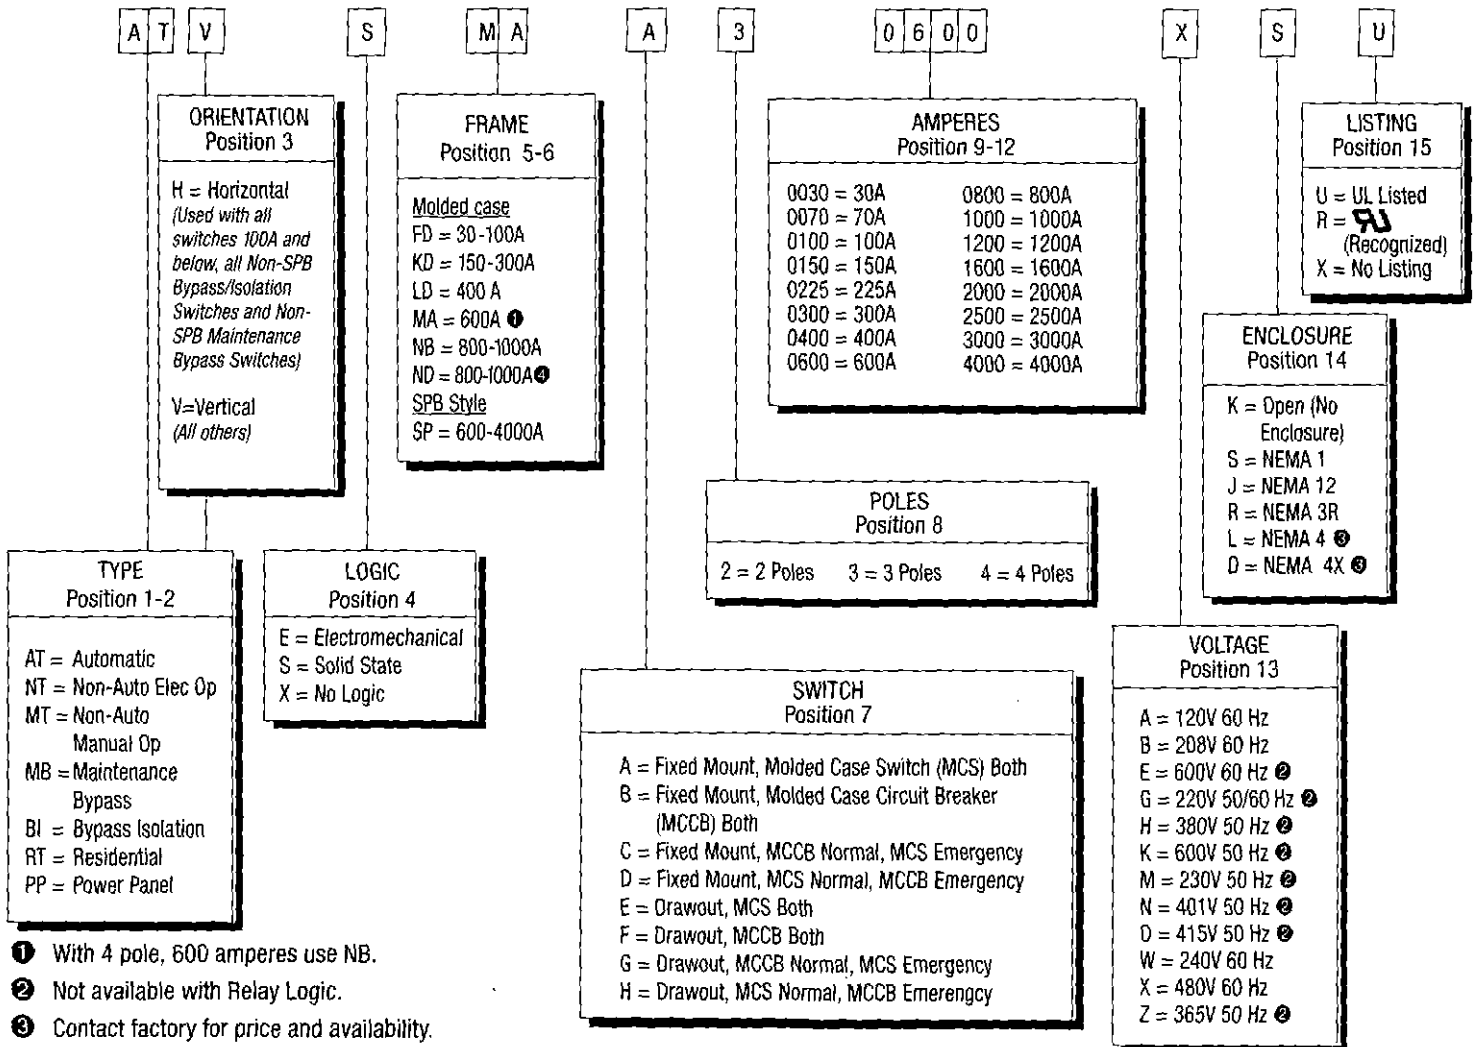 A T V S M A A 3 0 6 0 0 X S U
ORIENTATION
Position 3
H = Horizontal
(Used with all
switches 100A and
below, all Non-SPB
Bypass/Isolation
Switches and Non-
SPB Maintenance
Bypass Switches)
V=Vertical
(All others)
FRAME
Position 5-6
Molded case
FD = 30-100A
KD = 150-300A
LD = 400 A
MA = 600A ❶
NB = 800-1000A
ND = 800-1000A❹
SPB Style
SP = 600-4000A
AMPERES
Position 9-12
0030 = 30A 0800 = 800A
0070 = 70A 1000 = 1000A
0100 = 100A 1200 = 1200A
0150 = 150A 1600 = 1600A
0225 = 225A 2000 = 2000A
0300 = 300A 2500 = 2500A
0400 = 400A 3000 = 3000A
0600 = 600A 4000 = 4000A
LISTING
Position 15
U = UL Listed
R =
(Recognized)
X = No Listing
ENCLOSURE
Position 14
K = Open (No
Enclosure)
S = NEMA 1
J = NEMA 12
R = NEMA 3R
L = NEMA 4 ❸
D = NEMA 4X ❸
POLES
Position 8
2 = 2 Poles 3 = 3 Poles 4 = 4 Poles
TYPE
Position 1-2
AT = Automatic
NT = Non-Auto Elec Op
MT = Non-Auto
Manual Op
MB = Maintenance
Bypass
BI = Bypass Isolation
RT = Residential
PP = Power Panel
LOGIC
Position 4
E = Electromechanical
S = Solid State
X = No Logic
SWITCH
Position 7
A = Fixed Mount, Molded Case Switch (MCS) Both
B = Fixed Mount, Molded Case Circuit Breaker
(MCCB) Both
C = Fixed Mount, MCCB Normal, MCS Emergency
D = Fixed Mount, MCS Normal, MCCB Emergency
E = Drawout, MCS Both
F = Drawout, MCCB Both
G = Drawout, MCCB Normal, MCS Emergency
H = Drawout, MCS Normal, MCCB Emerengcy
VOLTAGE
Position 13
A = 120V 60 Hz
B = 208V 60 Hz
E = 600V 60 Hz ❷
G = 220V 50/60 Hz ❷
H = 380V 50 Hz ❷
K = 600V 50 Hz ❷
M = 230V 50 Hz ❷
N = 401V 50 Hz ❷
O = 415V 50 Hz ❷
W = 240V 60 Hz
X = 480V 60 Hz
Z = 365V 50 Hz ❷
❶ With 4 pole, 600 amperes use NB.
❷ Not available with Relay Logic.
❸ Contact factory for price and availability.